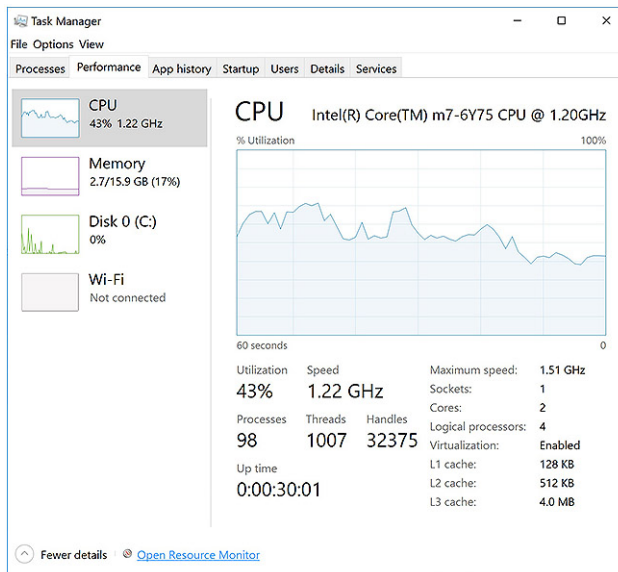 Task Manager
File Options View
Processes Performance App history Startup Users Details Services
CPU
43% 1.22 GHz
Memory
2.7/15.9 GB (17%)
Disk 0 (C:)
0%
Wi-Fi
Not connected
CPU Intel(R) Core(TM) m7-6Y75 CPU @ 1.20GHz
% Utilization 100%
60 seconds 0
Utilization Speed
43% 1.22 GHz
Processes Threads Handles
98 1007 32375
Up time
0:00:30:01
Maximum speed: 1.51 GHz
Sockets: 1
Cores: 2
Logical processors: 4
Virtualization: Enabled
L1 cache: 128 KB
L2 cache: 512 KB
L3 cache: 4.0 MB
Fewer details Open Resource Monitor